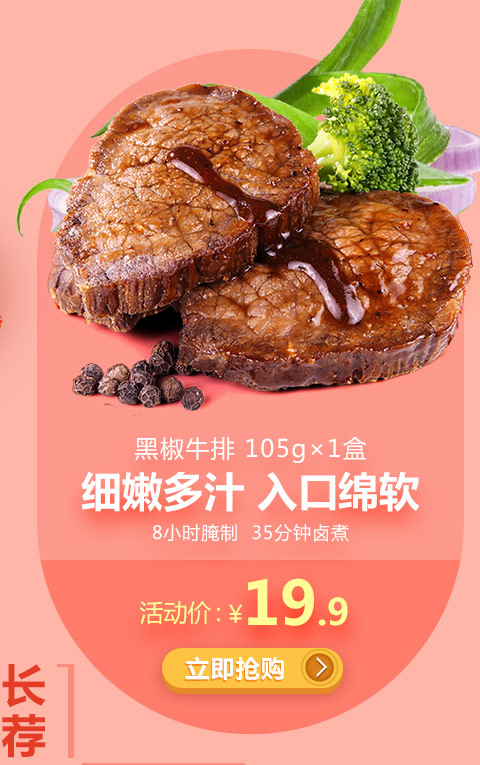 黑椒牛排 105g×1盒
细嫩多汁 入口绵软
8小时腌制 35分钟卤煮
活动价:¥19.9
立即抢购
长
荐